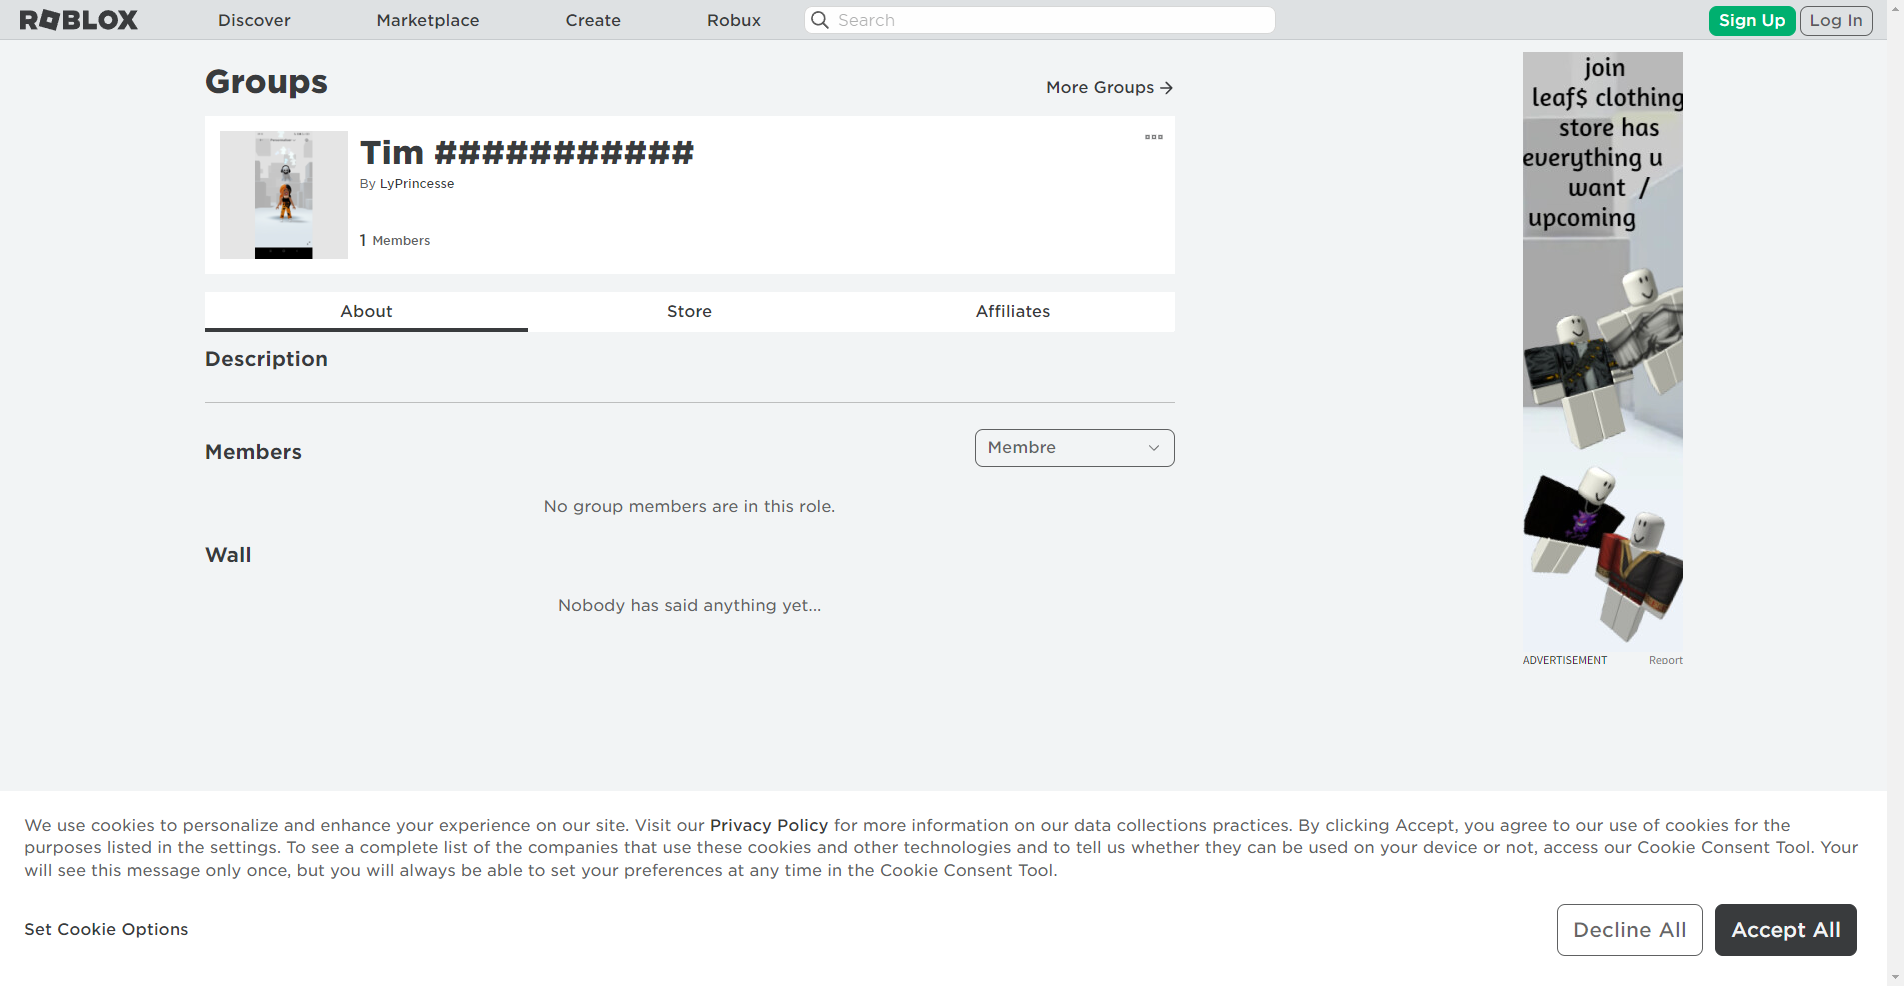 ROBLOX
Discover
Marketplace
Create
Robux
Search
Sign Up
Log In
Groups
More Groups
Tim ###########
By LyPrincesse
1 Members
About
Store
Affiliates
Description
Members
Membre
No group members are in this role.
Wall
Nobody has said anything yet...
join
leaf$ clothing
store has
everything u
want /
upcoming
ADVERTISEMENT
Report
We use cookies to personalize and enhance your experience on our site. Visit our Privacy Policy for more information on our data collections practices. By clicking Accept, you agree to our use of cookies for the
purposes listed in the settings. To see a complete list of the companies that use these cookies and other technologies and to tell us whether they can be used on your device or not, access our Cookie Consent Tool. Your
will see this message only once, but you will always be able to set your preferences at any time in the Cookie Consent Tool.
Set Cookie Options
Decline All
Accept All